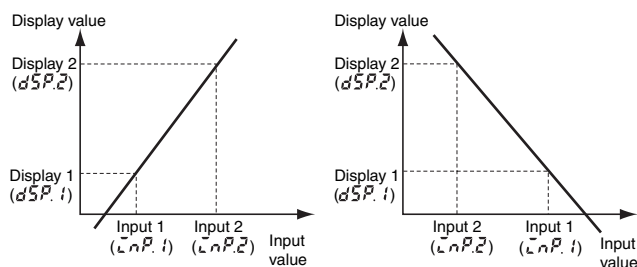 Display value
Display 2
(dSP.2)
Display 1
(dSP.1)
Input 1
(inP.1)
Input 2
(inP.2)
Input
value
Display value
Display 2
(dSP.2)
Display 1
(dSP.1)
Input 2
(inP.2)
Input 1
(inP.1)
Input
value